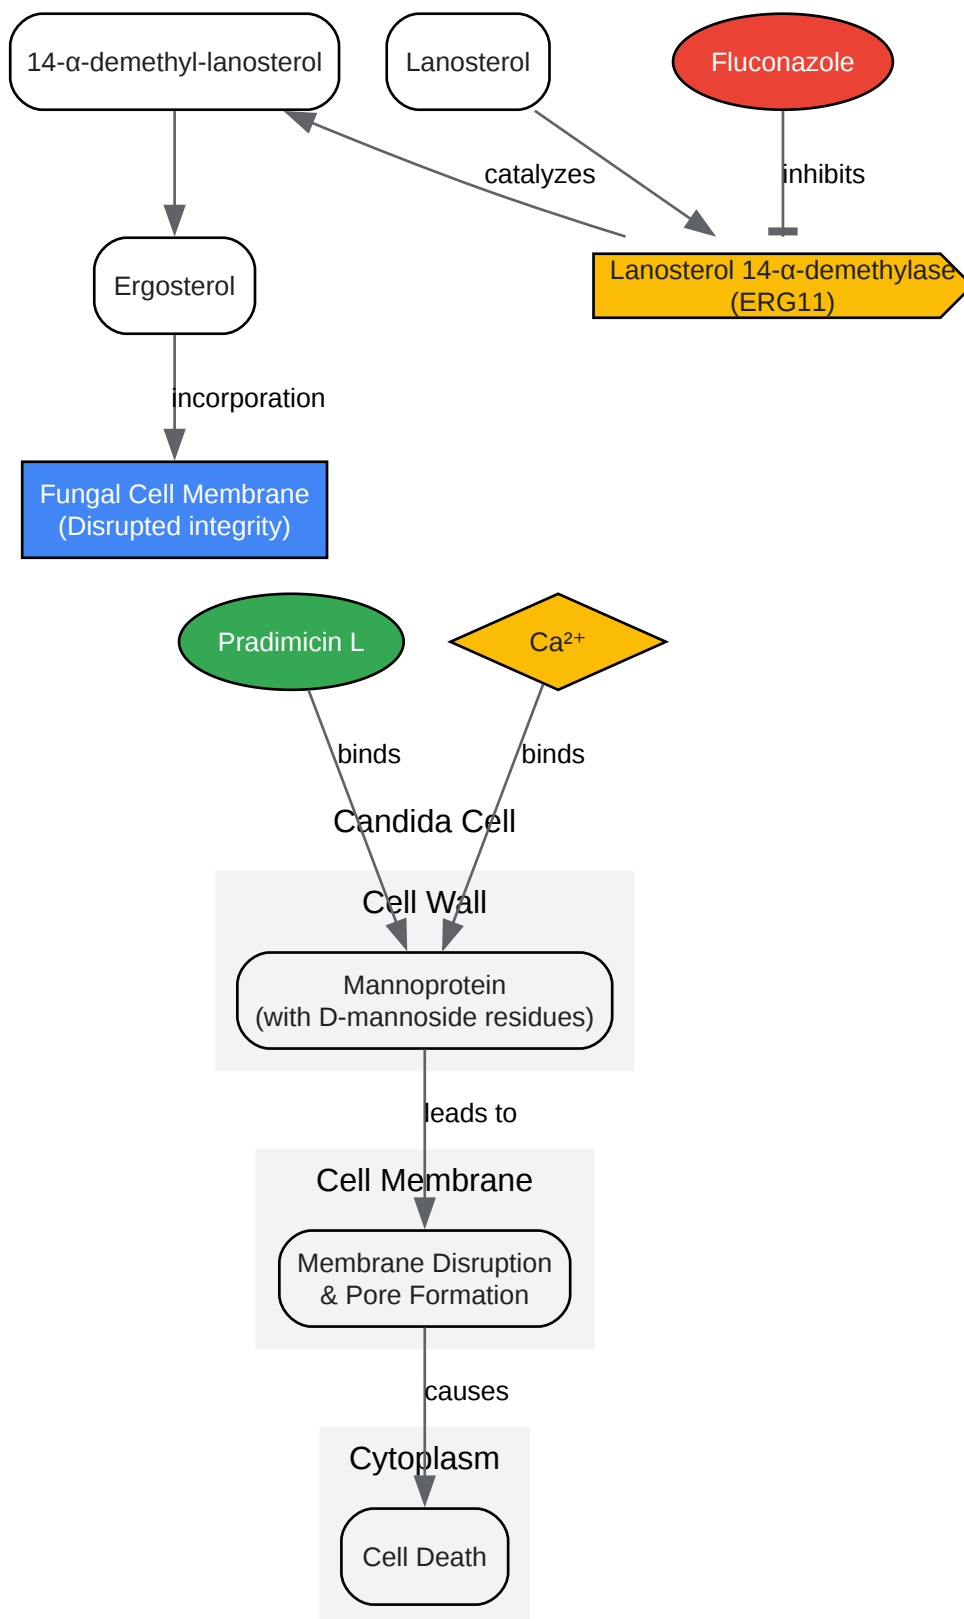 14-α-demethyl-lanosterol
Lanosterol
Fluconazole
catalyzes
inhibits
Ergosterol
Lanosterol 14-α-demethylase
(ERG11)
incorporation
Fungal Cell Membrane
(Disrupted integrity)
Pradimicin L
Ca²⁺
binds
binds
Candida Cell
Cell Wall
Mannoprotein
(with D-mannoside residues)
leads to
Cell Membrane
Membrane Disruption
& Pore Formation
causes
Cytoplasm
Cell Death